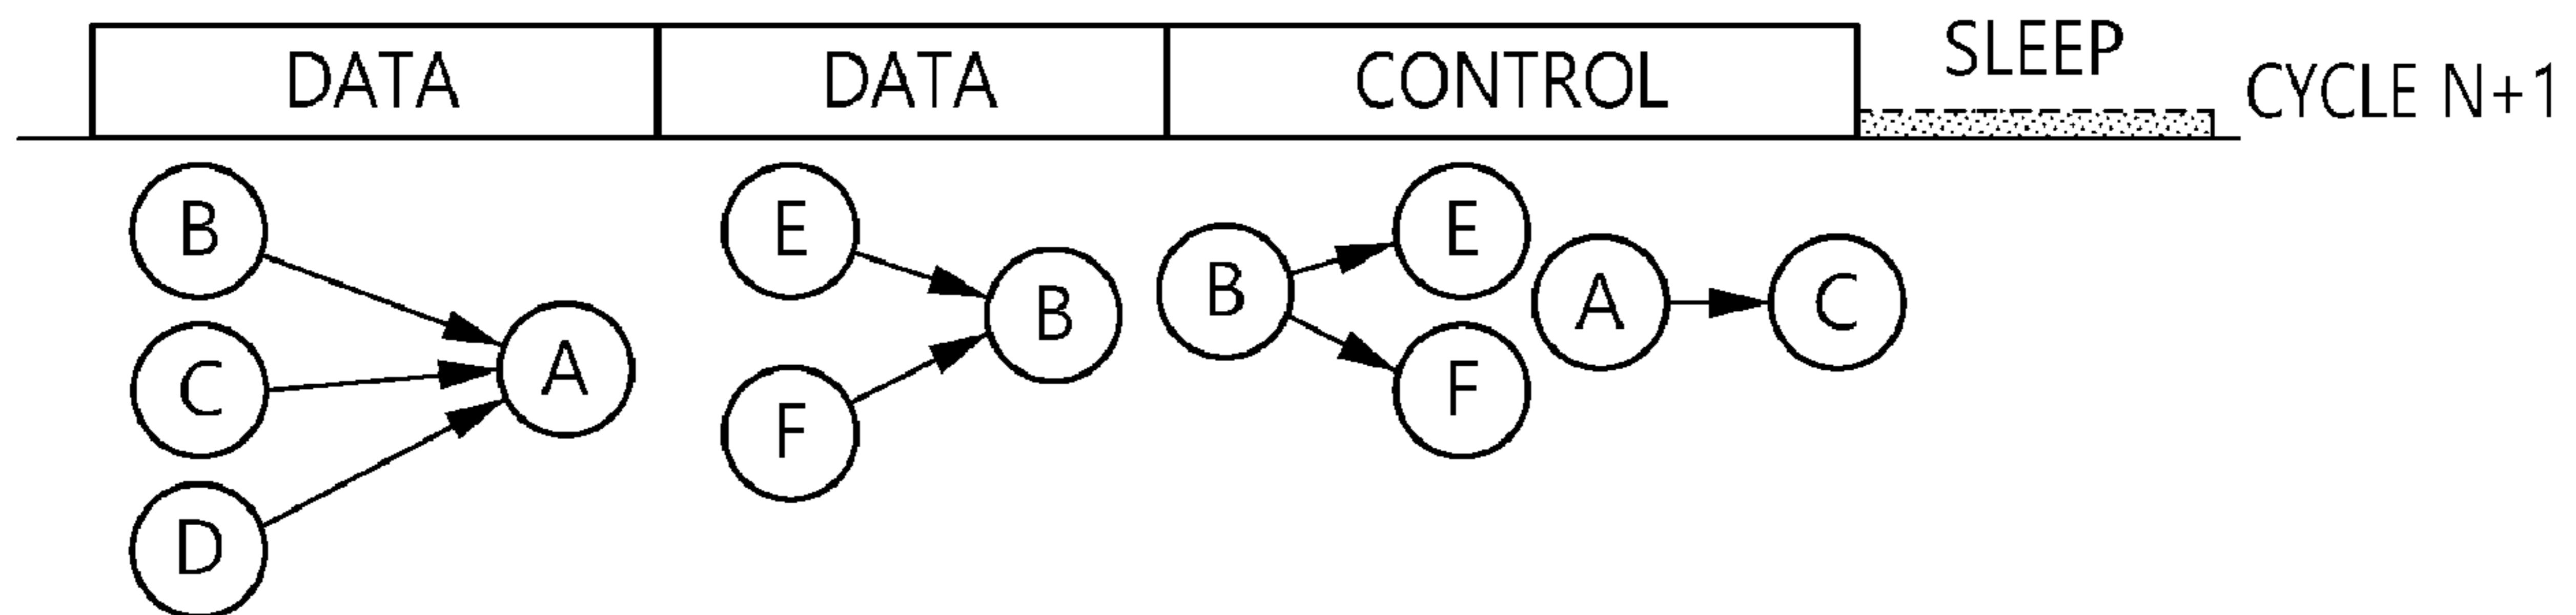 DATA DATA CONTROL SLEEP CYCLE N+1
B E B E A C
C A F B F
D